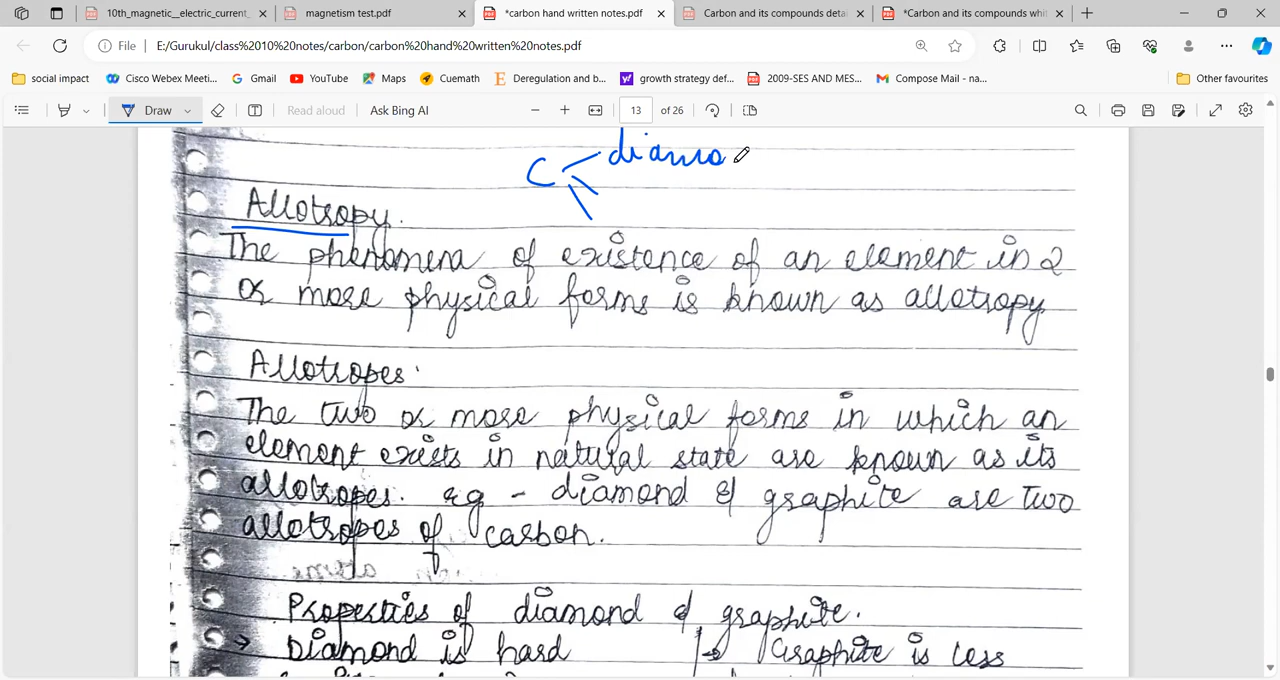 10th_magnetic__electric_current_
magnetism test.pdf
*carbon hand written notes.pdf
Carbon and its compounds detai
*Carbon and its compounds whi
File
E:/Gurukul/class%2010%20notes/carbon/carbon%20hand%20written%20notes.pdf
social impact
Cisco Webex Meeti...
Gmail
YouTube
Maps
Cuemath
Deregulation and b...
growth strategy def...
2009-SES AND MES...
Compose Mail - na...
Other favourites
Draw
Read aloud
Ask Bing AI
13 of 26
C diamo
Allotropy.
The phenomena of existence of an element in 2
or more physical forms is known as allotropy
Allotropes.
The two or more physical forms in which an
element exists in natural state are known as its
allotropes. eg - diamond & graphite are two
allotropes of carbon.
Properties of diamond & graphite.
→ Diamond is hard
→ Graphite is less